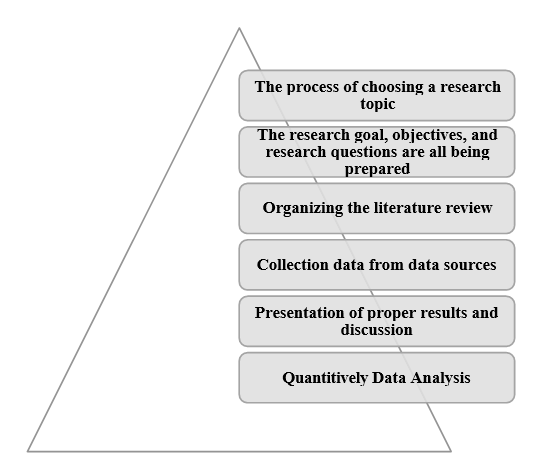 The process of choosing a research
topic
The research goal, objectives, and
research questions are all being
prepared
Organizing the literature review
Collection data from data sources
Presentation of proper results and
discussion
Quantitively Data Analysis